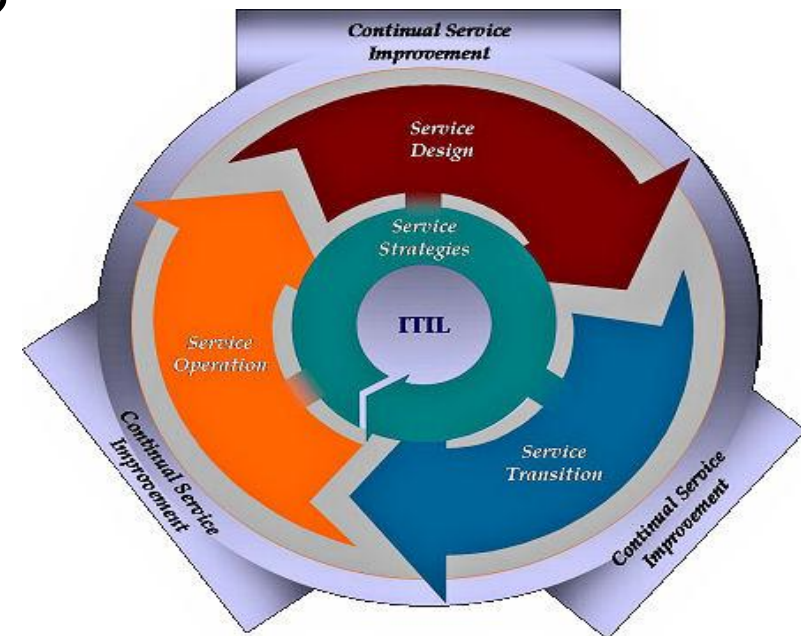 Continual Service
Improvement
Service
Design
Service
Strategies
ITIL
Service
Operation
Service
Transition
Continual Service
Improvement
Continual Service
Improvement